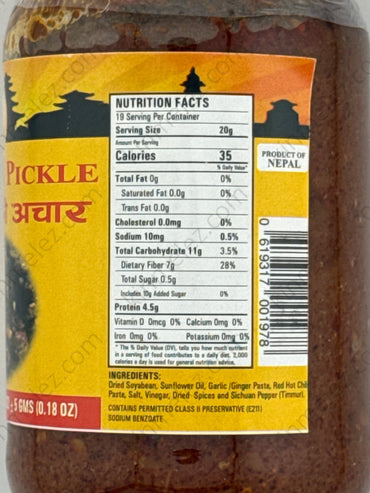 NUTRITION FACTS
19 Serving Per Container
Serving Size 20g
Amount Per Serving
Calories 35
% Daily Value*
Total Fat 0g 0%
Saturated Fat 0.0g 0%
Trans Fat 0.0g
Cholesterol 0.0mg 0%
Sodium 10mg 0.5%
Total Carbohydrate 11g 3.5%
Dietary Fiber 7g 28%
Total Sugar 0.5g
Includes 10g Added Sugar 0%
Protein 4.5g
Vitamin D 0mcg 0% Calcium 0mg 0%
Iron 0mg 0% Potassium 0mg 0%
* The % Daily Value (DV), tells you how much nutrient
in a serving of food contributes to a daily diet. 2,000
calories a day is used for general nutrition advice.
PRODUCT OF
NEPAL
PICKLE
अचार
0 619317 001978
INGREDIENTS:
Dried Soyabean, Sunflower Oil, Garlic /Ginger Paste, Red Hot Chili
Paste, Salt, Vinegar, Dried Spices and Sichuan Pepper (Timmur).
CONTAINS PERMITTED CLASS II PRESERVATIVE (E211)
SODIUM BENZOATE
± 5 GMS (0.18 OZ)